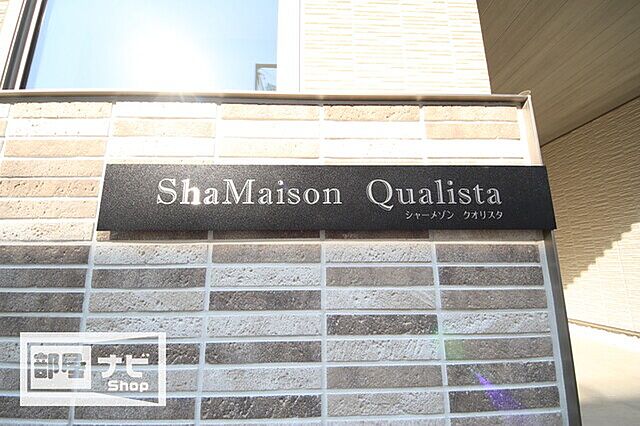 ShaMaison Qualista
シャーメゾン クオリスタ
部屋ナビ
Shop